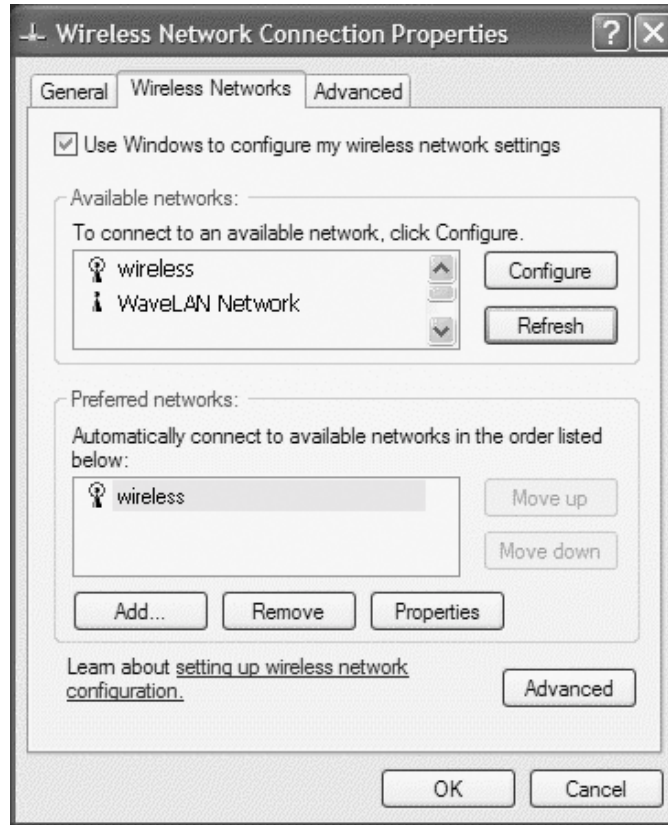 Wireless Network Connection Properties
General
Wireless Networks
Advanced
Use Windows to configure my wireless network settings
Available networks:
To connect to an available network, click Configure.
wireless
WaveLAN Network
Configure
Refresh
Preferred networks:
Automatically connect to available networks in the order listed
below:
wireless
Move up
Move down
Add...
Remove
Properties
Learn about setting up wireless network
configuration.
Advanced
OK
Cancel